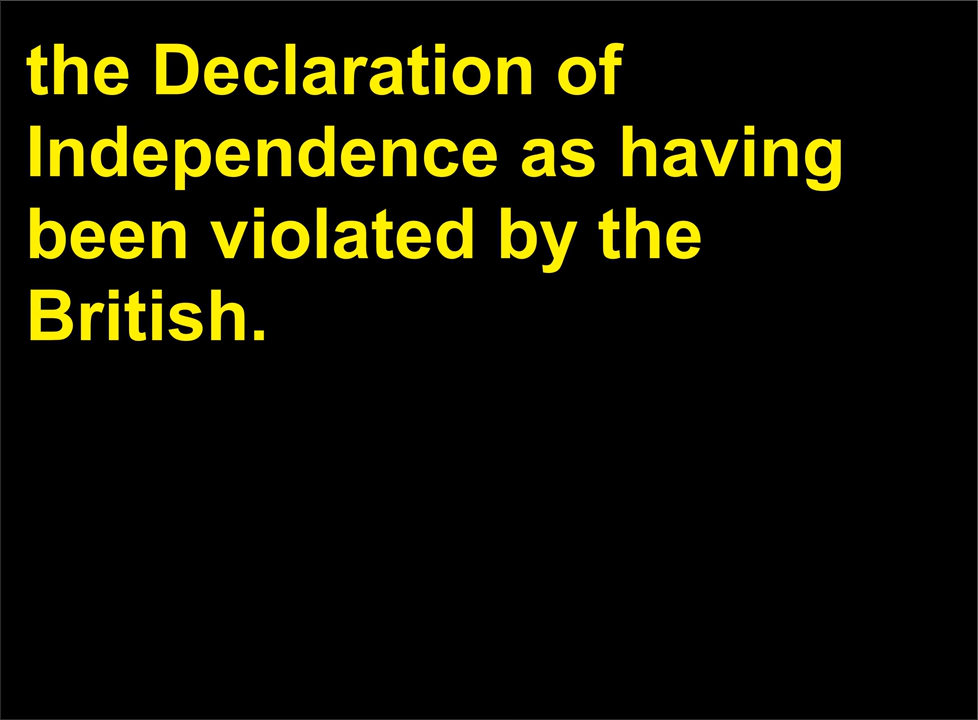 the Declaration of
Independence as having
been violated by the
British.